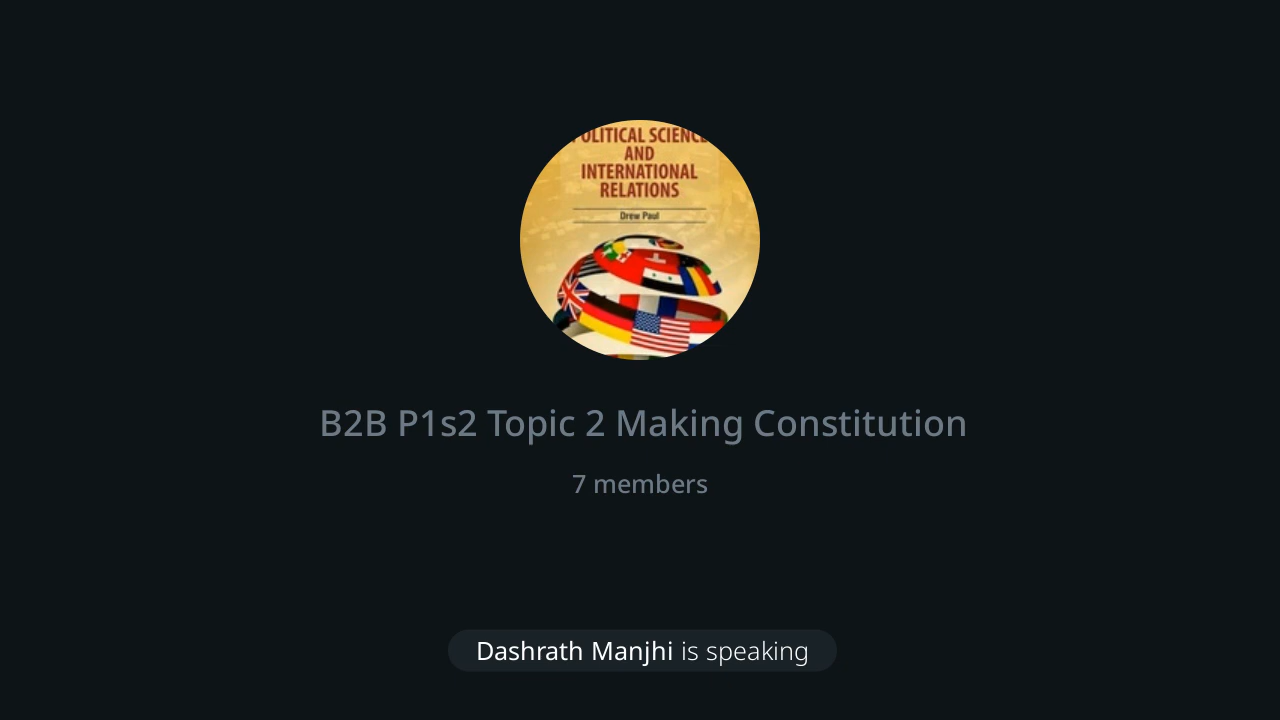 POLITICAL SCIENCE
AND
INTERNATIONAL
RELATIONS
Drew Paul
B2B P1s2 Topic 2 Making Constitution
7 members
Dashrath Manjhi is speaking